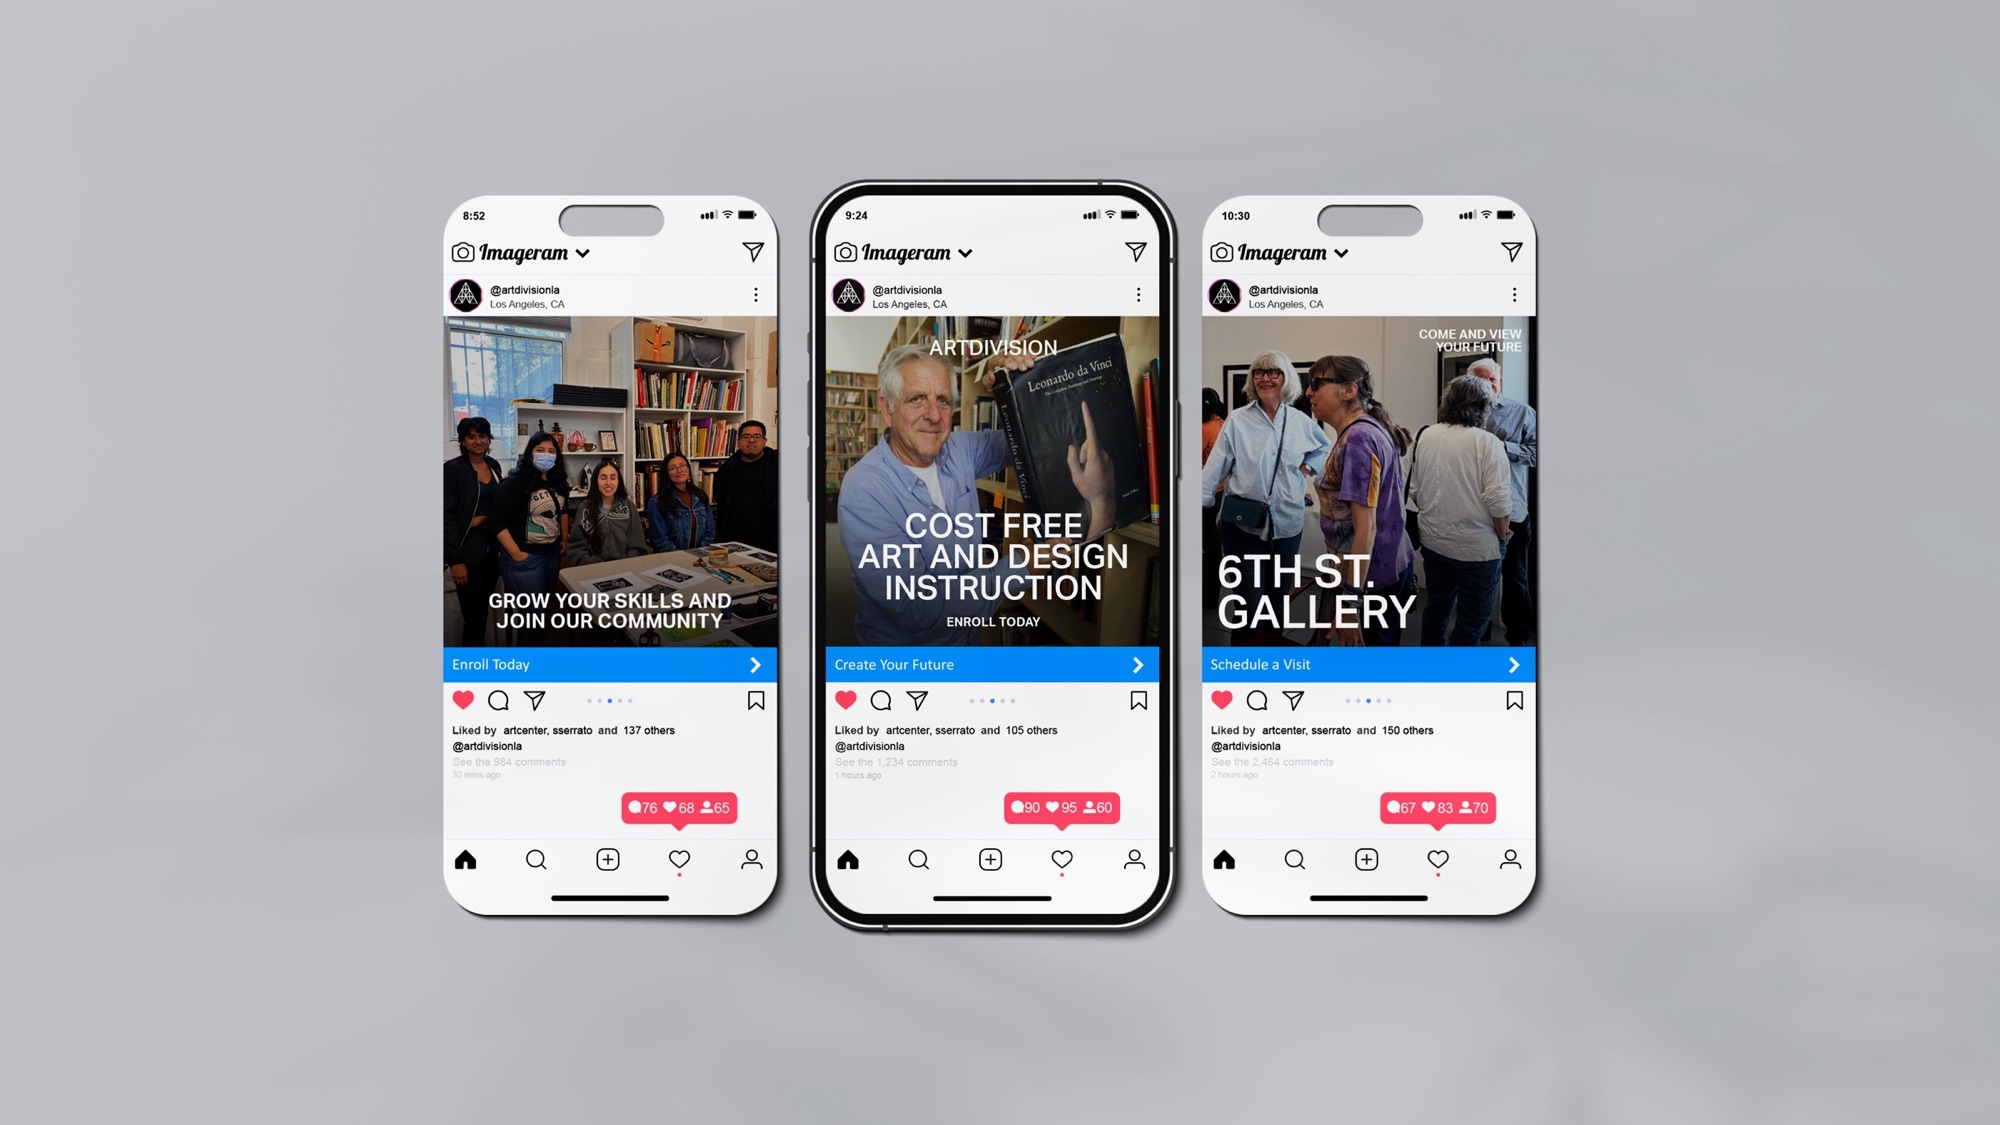 8:52
Imageram
@artdivisionla
Los Angeles, CA
GROW YOUR SKILLS AND
JOIN OUR COMMUNITY
Enroll Today
Liked by artcenter, sserrato and 137 others
@artdivisionla
See the 984 comments
30 mins ago
76 68 65
9:24
Imageram
@artdivisionla
Los Angeles, CA
ARTDIVISION
Leonardo da Vinci
Leonardo da Vinci
COST FREE
ART AND DESIGN
INSTRUCTION
ENROLL TODAY
Create Your Future
Liked by artcenter, sserrato and 105 others
@artdivisionla
See the 1,234 comments
1 hours ago
90 95 60
10:30
Imageram
@artdivisionla
Los Angeles, CA
COME AND VIEW
YOUR FUTURE
6TH ST.
GALLERY
Schedule a Visit
Liked by artcenter, sserrato and 150 others
@artdivisionla
See the 2,464 comments
2 hours ago
67 83 70